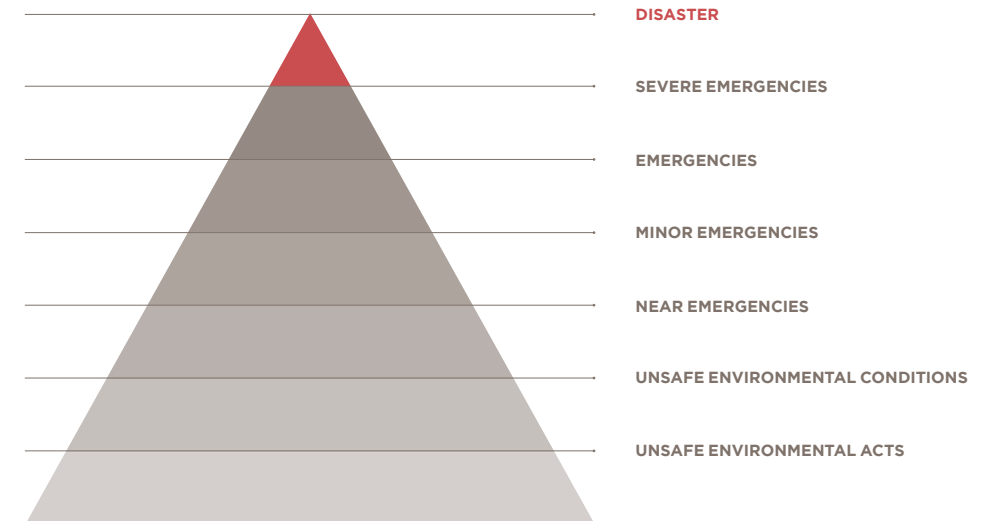 DISASTER
SEVERE EMERGENCIES
EMERGENCIES
MINOR EMERGENCIES
NEAR EMERGENCIES
UNSAFE ENVIRONMENTAL CONDITIONS
UNSAFE ENVIRONMENTAL ACTS